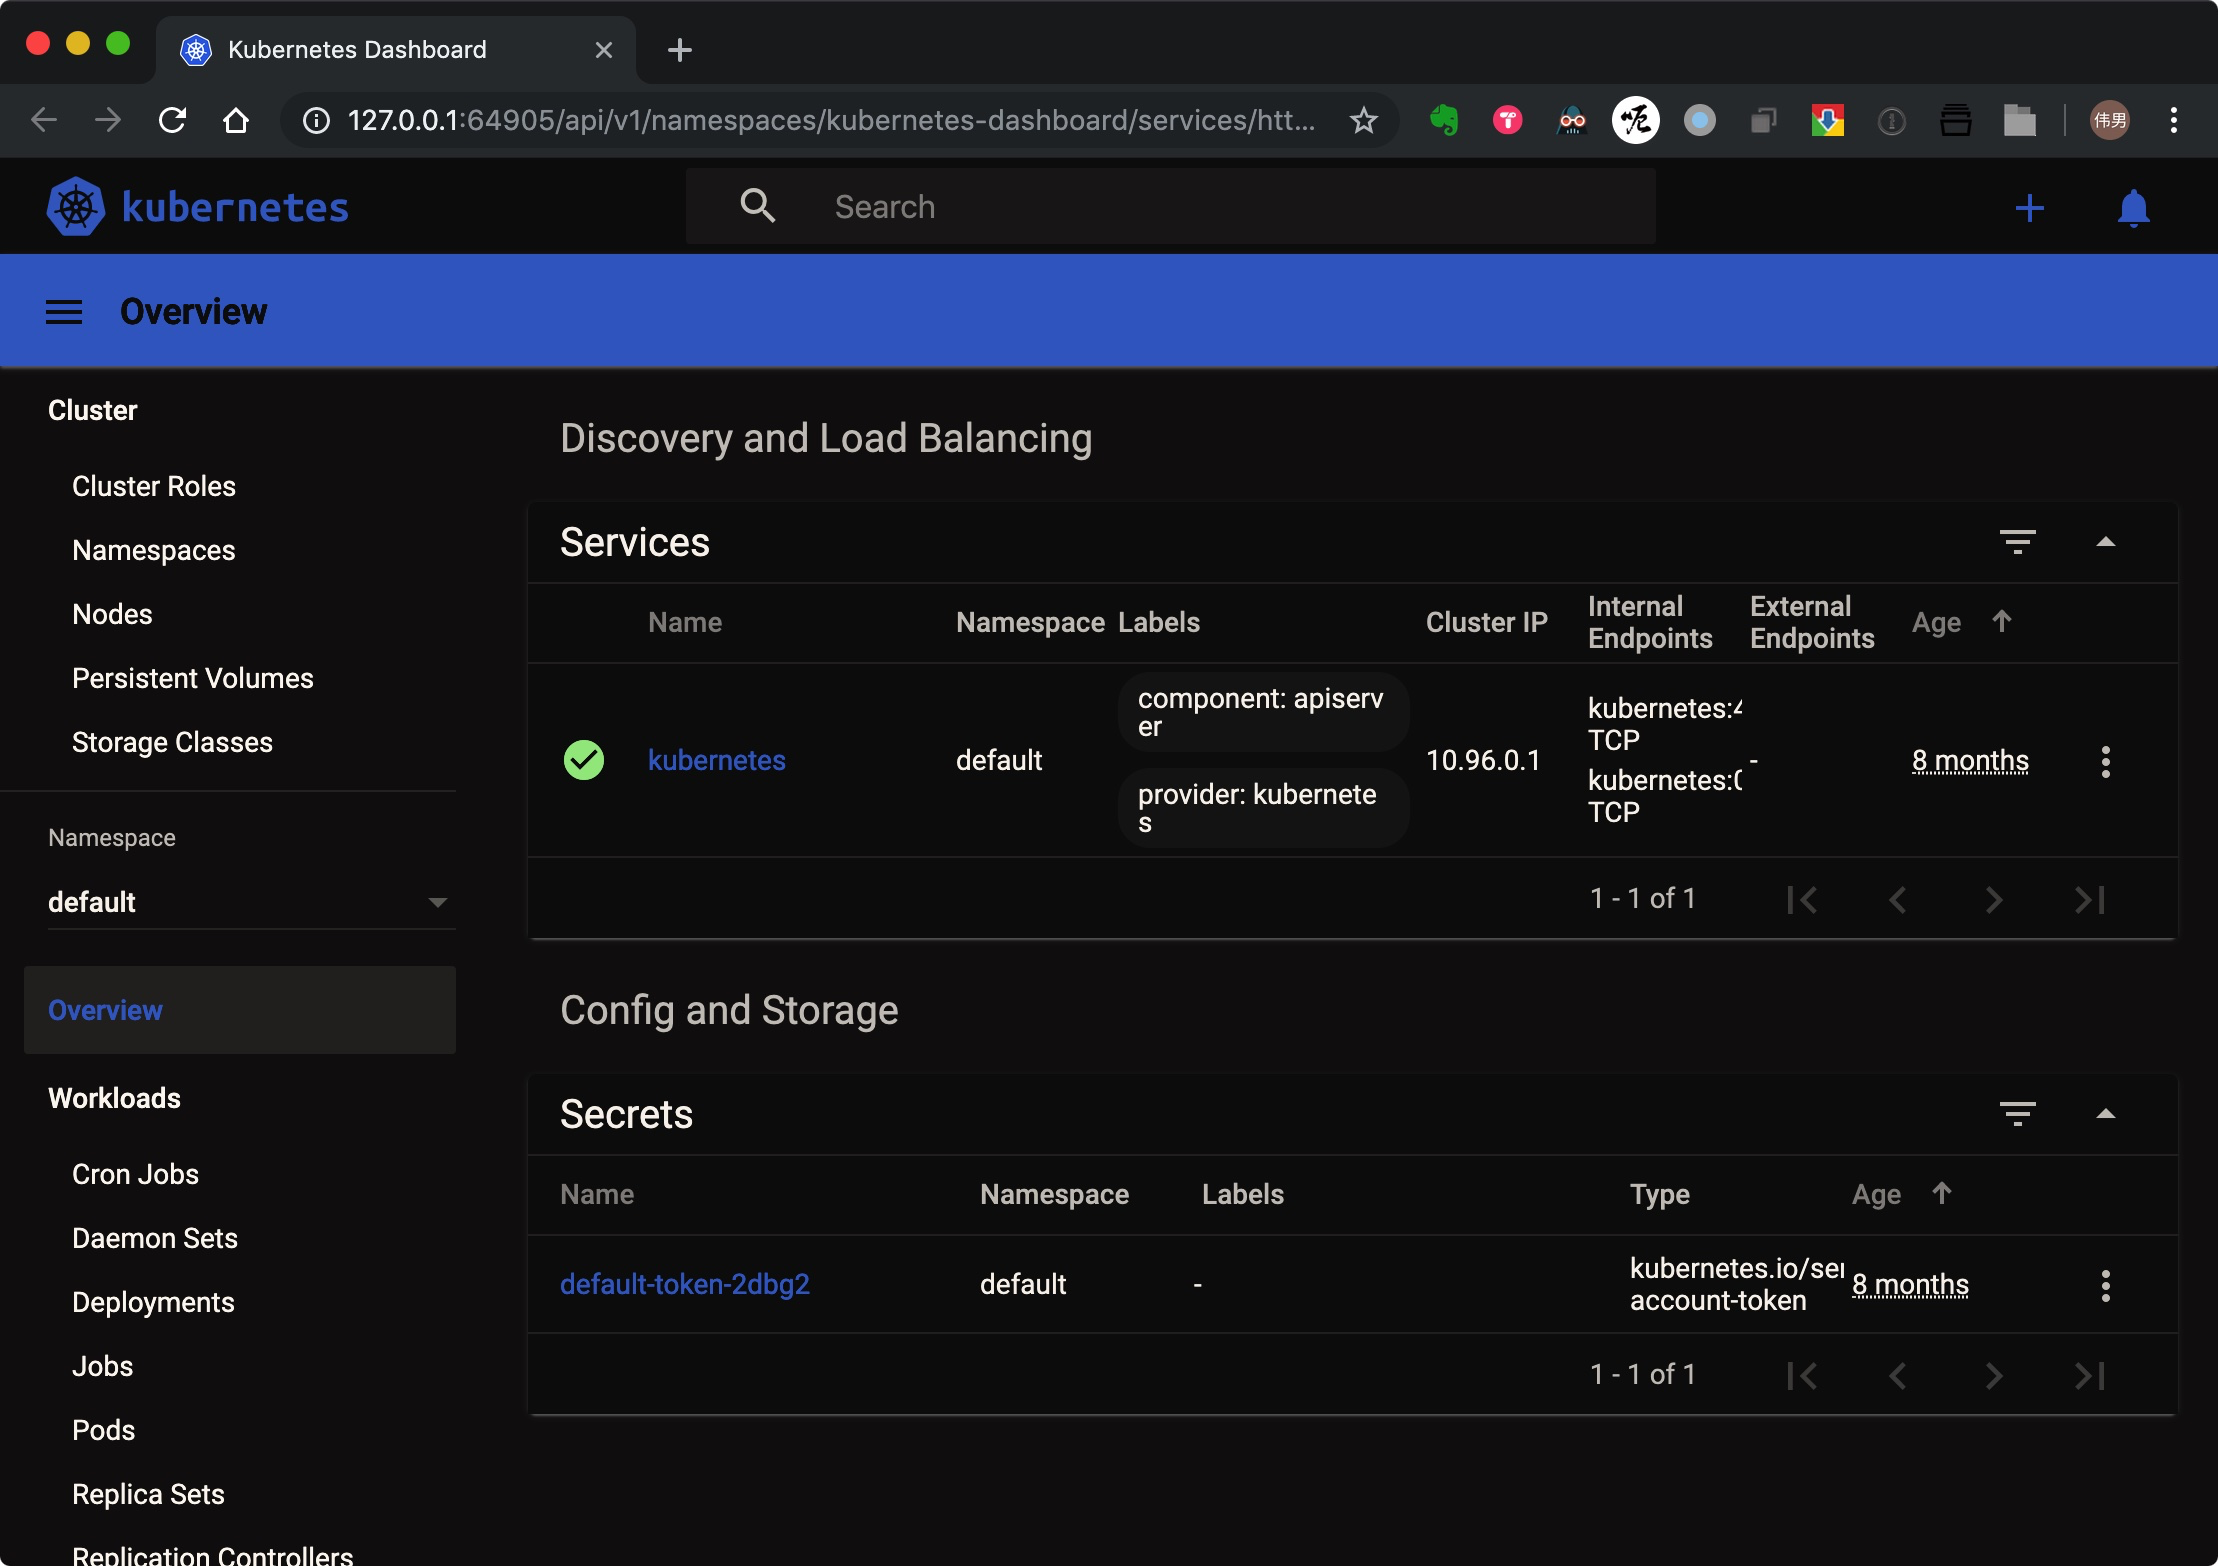 Kubernetes Dashboard
127.0.0.1:64905/api/v1/namespaces/kubernetes-dashboard/services/htt...
伟男
kubernetes
Search
Overview
Cluster
Cluster Roles
Namespaces
Nodes
Persistent Volumes
Storage Classes
Namespace
default
Overview
Workloads
Cron Jobs
Daemon Sets
Deployments
Jobs
Pods
Replica Sets
Replication Controllers
Discovery and Load Balancing
Services
Name Namespace Labels Cluster IP Internal Endpoints External Endpoints Age
kubernetes default
component: apiserv
er
provider: kubernete
s
10.96.0.1
kubernetes:4
TCP
kubernetes:0
TCP
-
8 months
1 - 1 of 1
Config and Storage
Secrets
Name Namespace Labels Type Age
default-token-2dbg2 default -
kubernetes.io/ser
account-token
8 months
1 - 1 of 1